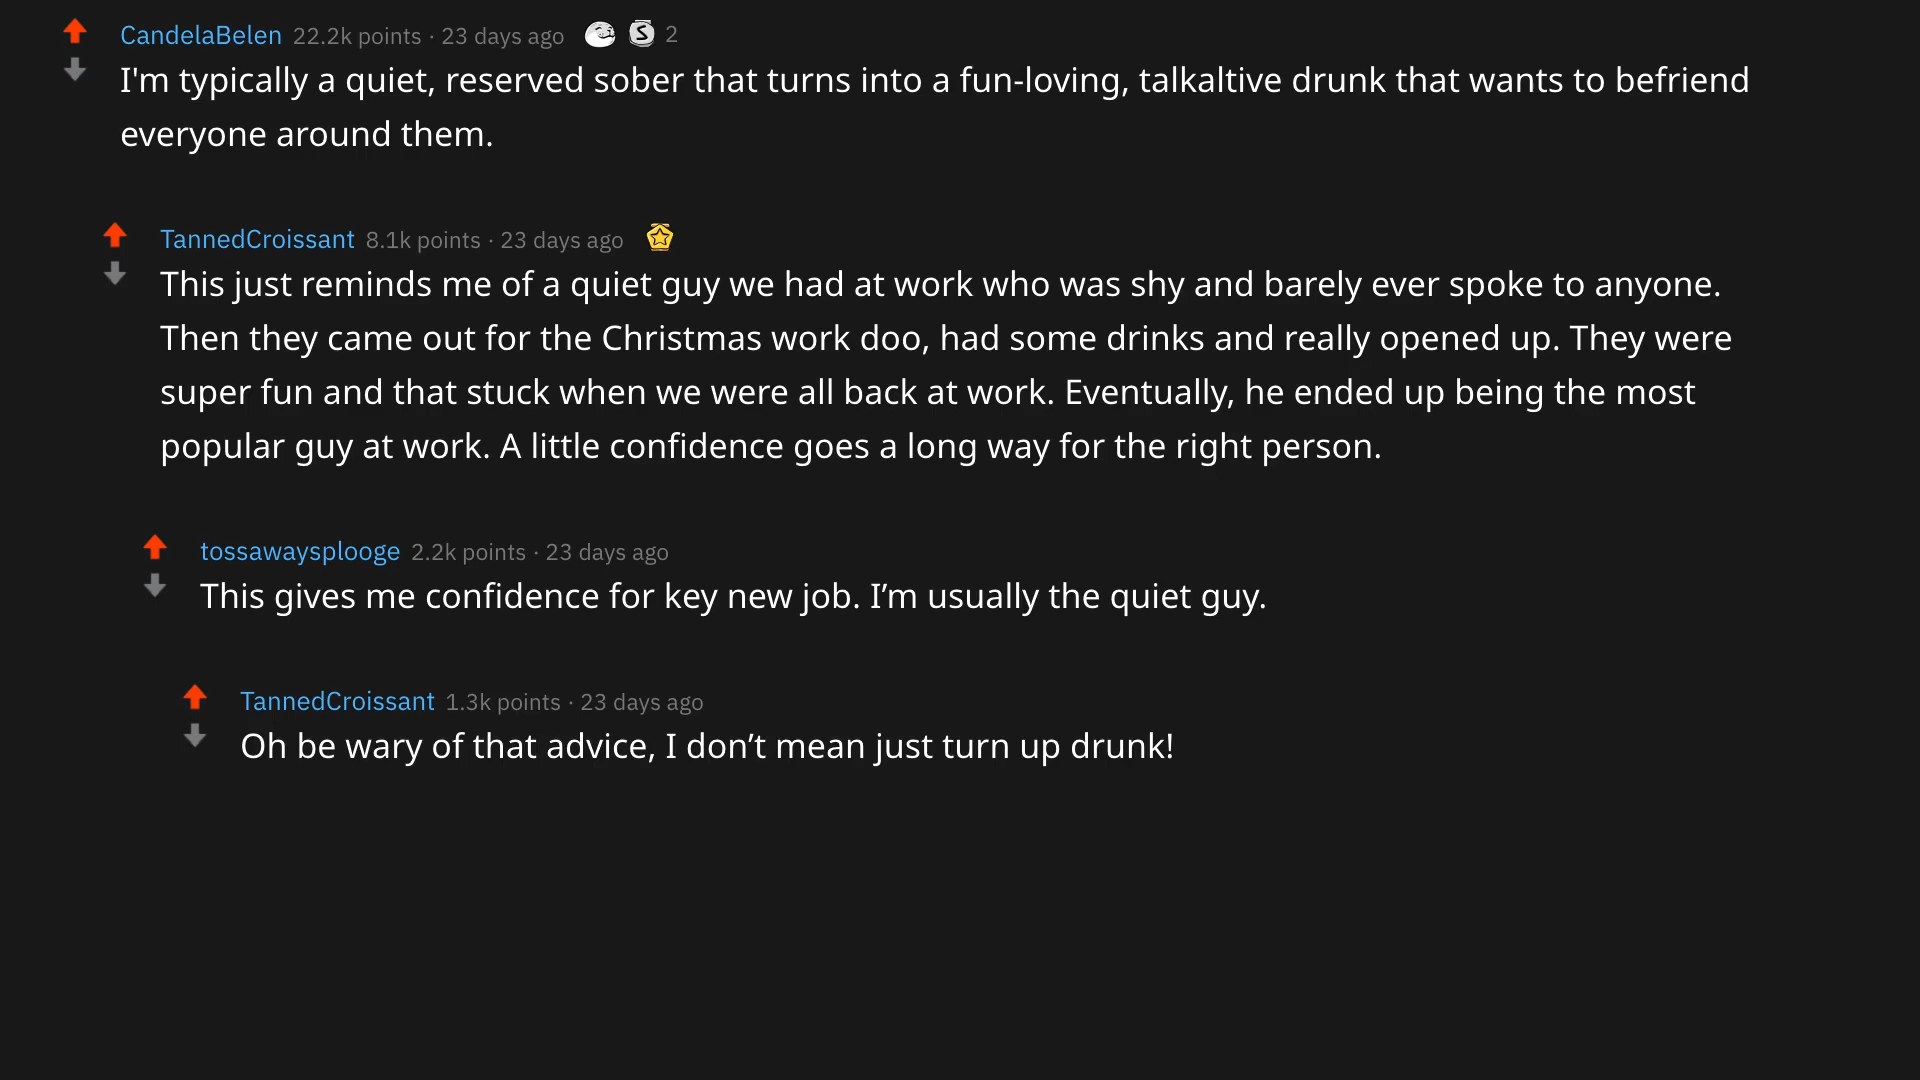 CandelaBelen 22.2k points · 23 days ago S 2
I'm typically a quiet, reserved sober that turns into a fun-loving, talkaltive drunk that wants to befriend
everyone around them.
TannedCroissant 8.1k points · 23 days ago
This just reminds me of a quiet guy we had at work who was shy and barely ever spoke to anyone.
Then they came out for the Christmas work doo, had some drinks and really opened up. They were
super fun and that stuck when we were all back at work. Eventually, he ended up being the most
popular guy at work. A little confidence goes a long way for the right person.
tossawaysplooge 2.2k points · 23 days ago
This gives me confidence for key new job. I’m usually the quiet guy.
TannedCroissant 1.3k points · 23 days ago
Oh be wary of that advice, I don’t mean just turn up drunk!